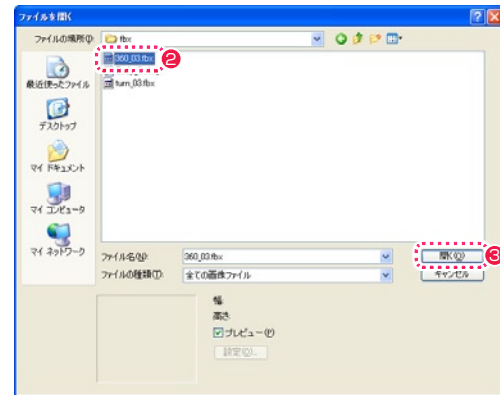 ファイルを開く
ファイルの場所(I): fbx
360_03.fbx
2
turn_03.fbx
最近使ったファイル
デスクトップ
マイ ドキュメント
マイ コンピュータ
マイ ネットワーク
ファイル名(N): 360_03.fbx 開く(O) 3
ファイルの種類(T): 全ての画像ファイル キャンセル
幅
高さ
プレビュー(P)
設定(O)...